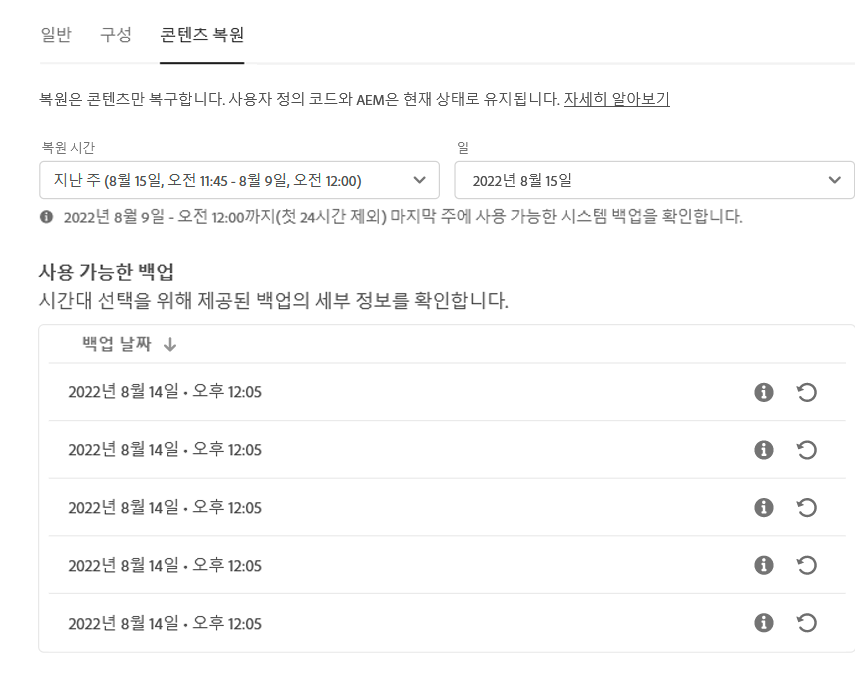 일반 구성 콘텐츠 복원
복원은 콘텐츠만 복구합니다. 사용자 정의 코드와 AEM은 현재 상태로 유지됩니다. 자세히 알아보기
복원 시간 일
지난 주 (8월 15일, 오전 11:45 - 8월 9일, 오전 12:00) 2022년 8월 15일
2022년 8월 9일 - 오전 12:00까지(첫 24시간 제외) 마지막 주에 사용 가능한 시스템 백업을 확인합니다.
사용 가능한 백업
시간대 선택을 위해 제공된 백업의 세부 정보를 확인합니다.
백업 날짜 ↓
2022년 8월 14일 • 오후 12:05
2022년 8월 14일 • 오후 12:05
2022년 8월 14일 • 오후 12:05
2022년 8월 14일 • 오후 12:05
2022년 8월 14일 • 오후 12:05